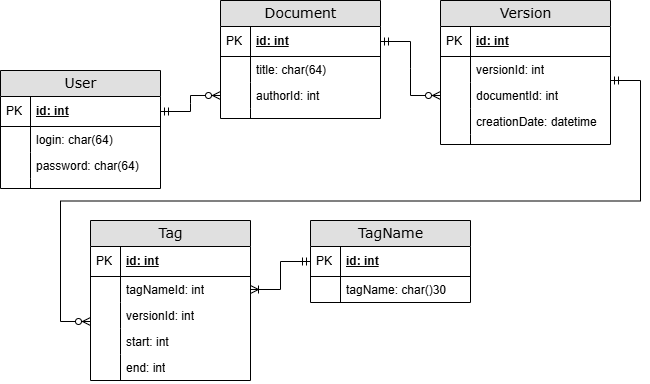 User
PK id: int
login: char(64)
password: char(64)
Document
PK id: int
title: char(64)
authorId: int
Version
PK id: int
versionId: int
documentId: int
creationDate: datetime
Tag
PK id: int
tagNameId: int
versionId: int
start: int
end: int
TagName
PK id: int
tagName: char()30